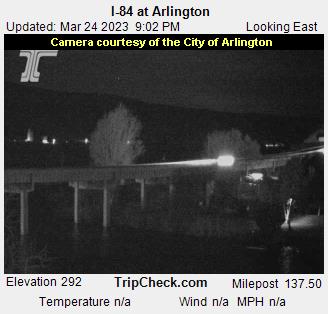 I-84 at Arlington
Updated: Mar 24 2023 9:02 PM Looking East
Camera courtesy of the City of Arlington
Elevation 292 TripCheck.com Milepost 137.50
Temperature n/a Wind n/a MPH n/a